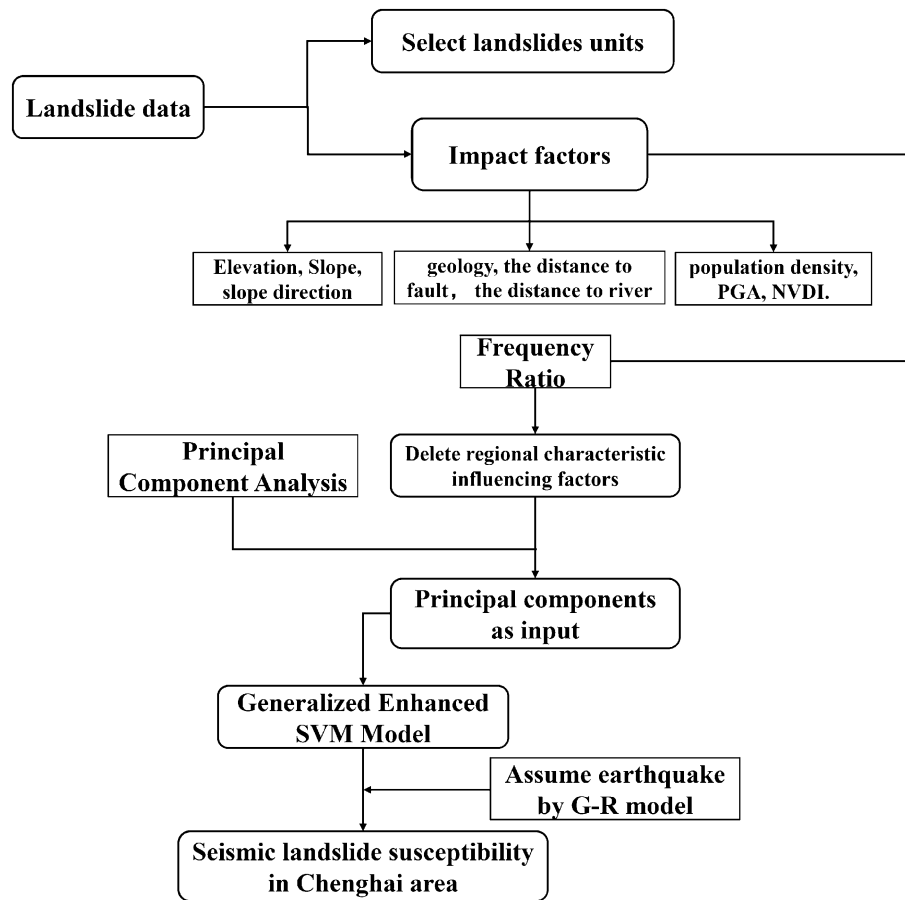 Select landslides units
Landslide data
Impact factors
Elevation, Slope,
slope direction
geology, the distance to
fault， the distance to river
population density,
PGA, NVDI.
Frequency
Ratio
Principal
Component Analysis
Delete regional characteristic
influencing factors
Principal components
as input
Generalized Enhanced
SVM Model
Assume earthquake
by G-R model
Seismic landslide susceptibility
in Chenghai area